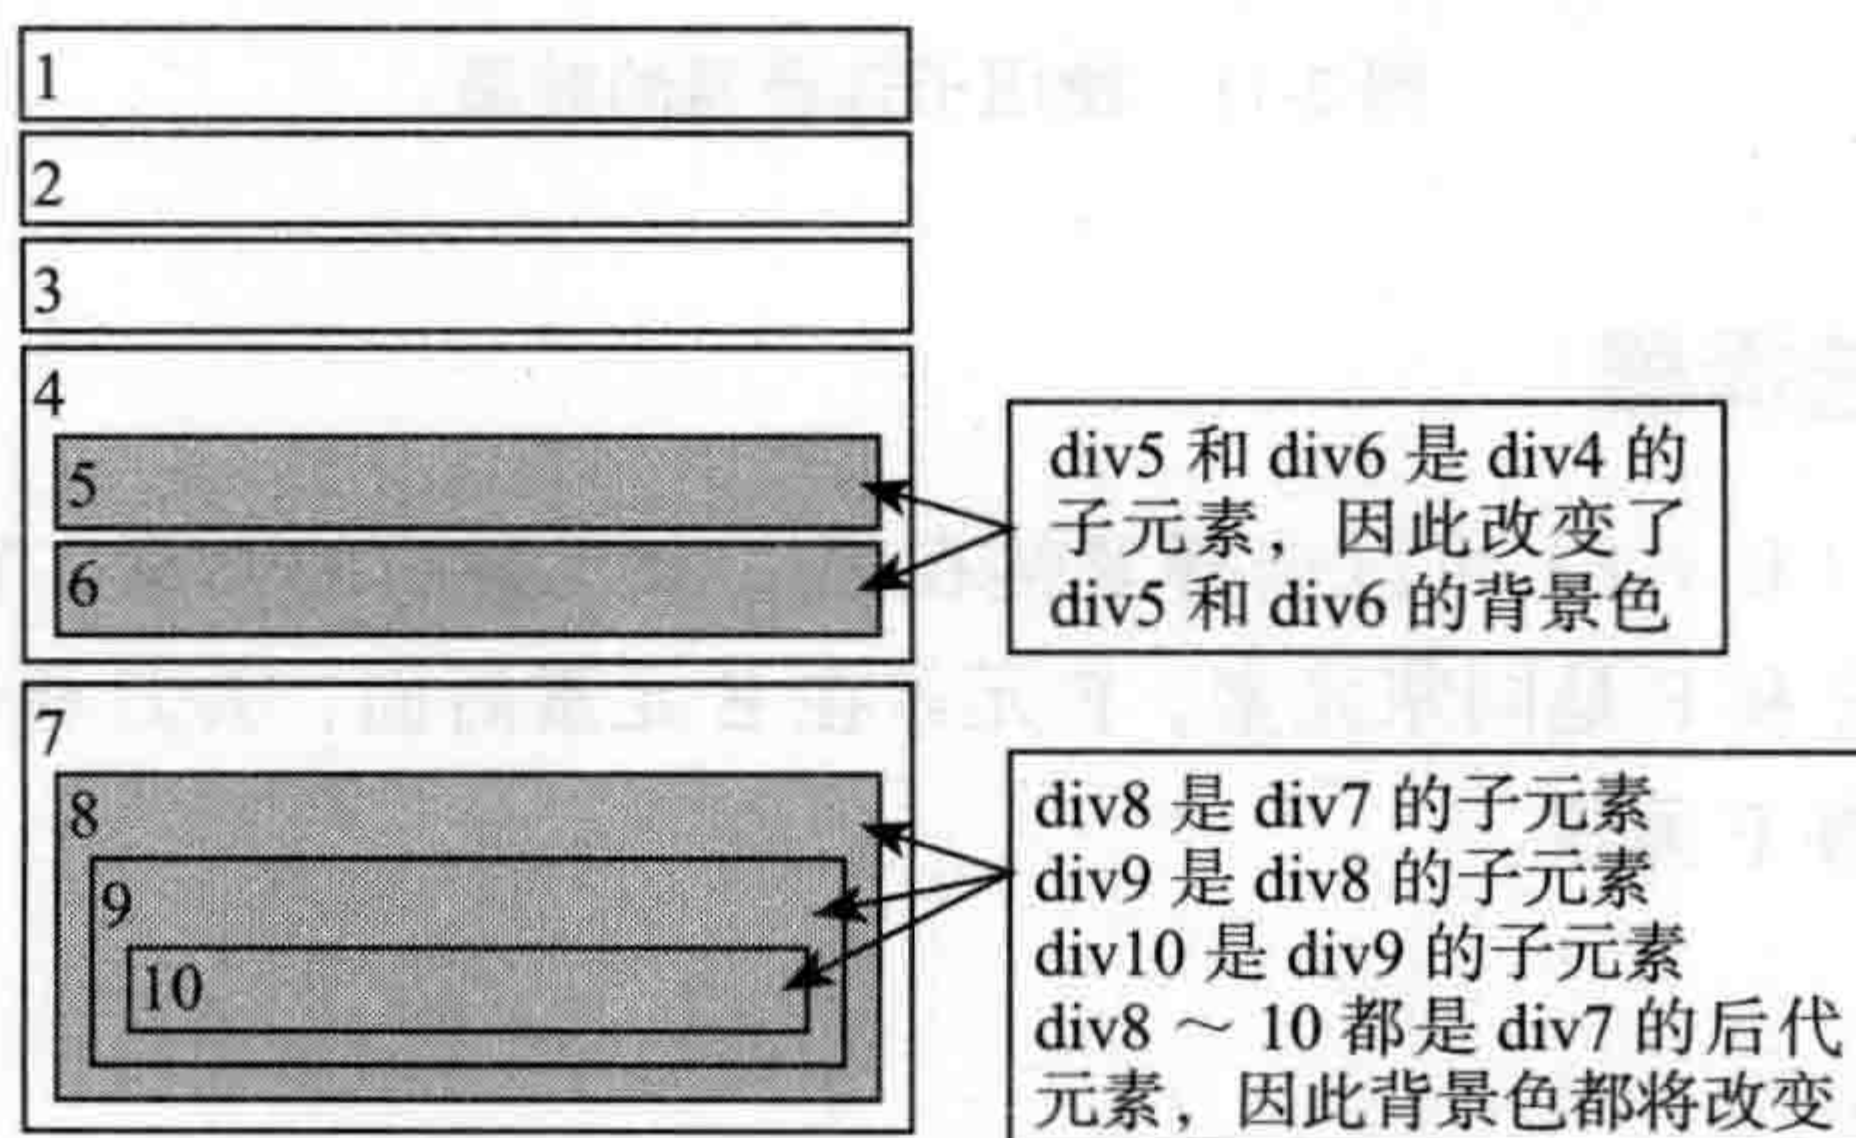 1
2
3
4
5
6
div5 和 div6 是 div4 的
子元素，因此改变了
div5 和 div6 的背景色
7
8
9
10
div8 是 div7 的子元素
div9 是 div8 的子元素
div10 是 div9 的子元素
div8 ～ 10 都是 div7 的后代
元素，因此背景色都将改变